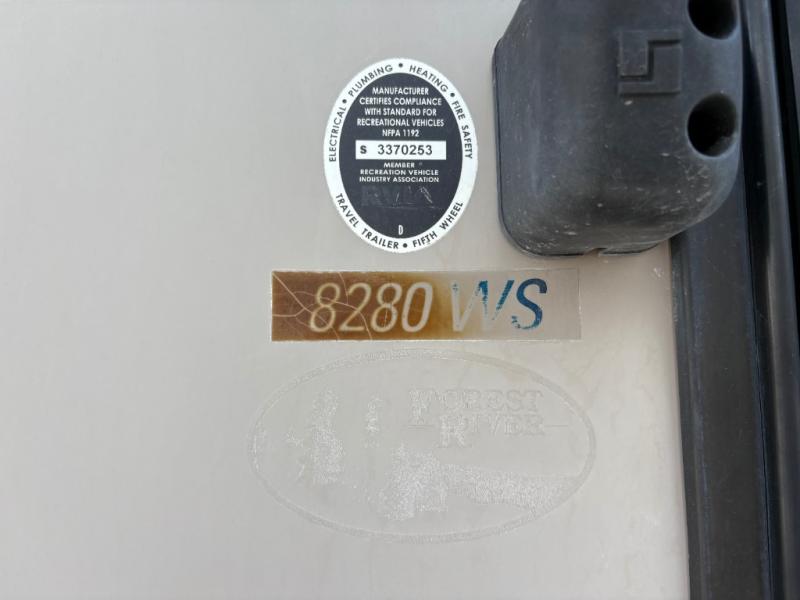 ELECTRICAL • PLUMBING • HEATING • FIRE SAFETY
MANUFACTURER
CERTIFIES COMPLIANCE
WITH STANDARD FOR
RECREATIONAL VEHICLES
NFPA 1192
S 3370253
MEMBER
RECREATION VEHICLE
INDUSTRY ASSOCIATION
RVIA
D
TRAVEL TRAILER • FIFTH WHEEL
8280 WS
FOREST
RIVER